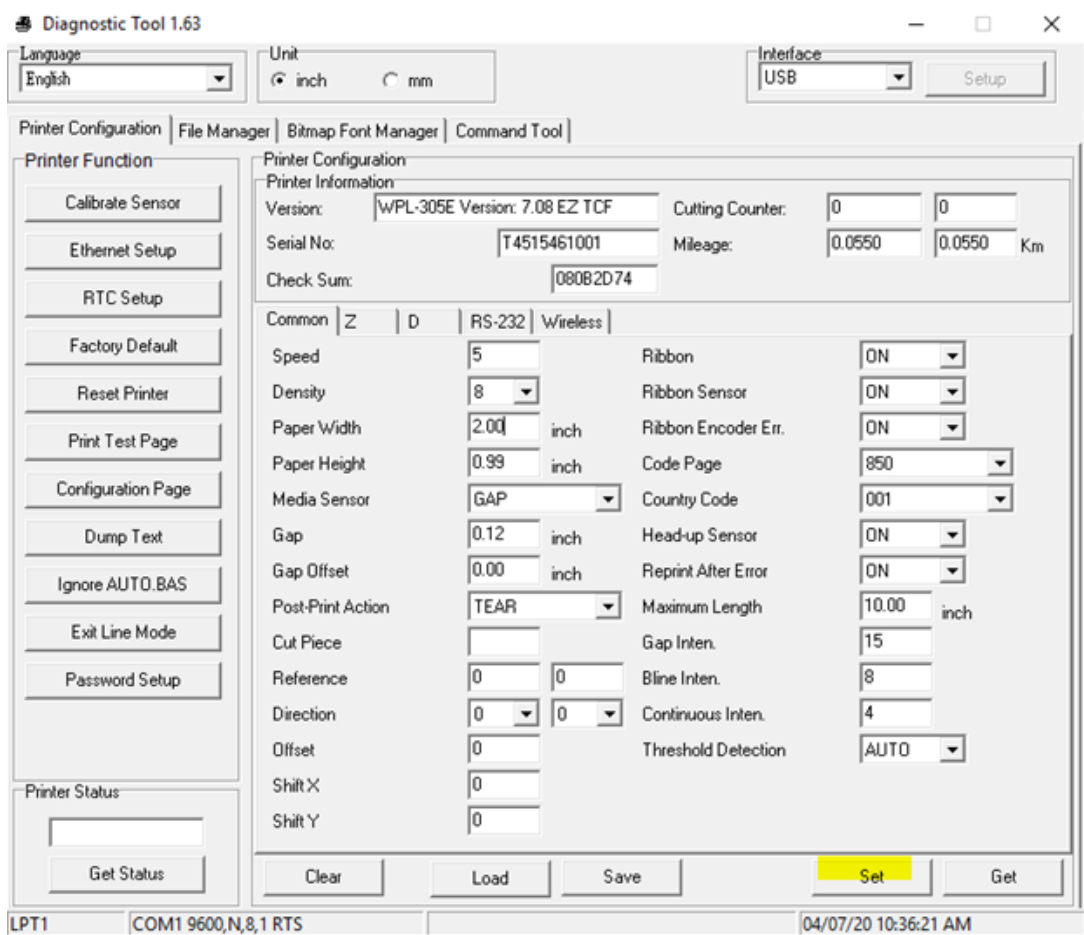 Diagnostic Tool 1.63
Language
English
Unit
inch
mm
Interface
USB
Setup
Printer Configuration
File Manager
Bitmap Font Manager
Command Tool
Printer Function
Calibrate Sensor
Ethernet Setup
RTC Setup
Factory Default
Reset Printer
Print Test Page
Configuration Page
Dump Text
Ignore AUTO.BAS
Exit Line Mode
Password Setup
Printer Status
Get Status
Printer Configuration
Printer Information
Version: WPL-305E Version: 7.08 EZ TCF
Cutting Counter: 0 0
Serial No: T4515461001
Mileage: 0.0550 0.0550 Km
Check Sum: 080B2D74
Common Z D RS-232 Wireless
Speed 5
Density 8
Paper Width 2.00 inch
Paper Height 0.99 inch
Media Sensor GAP
Gap 0.12 inch
Gap Offset 0.00 inch
Post-Print Action TEAR
Cut Piece
Reference 0 0
Direction 0 0
Offset 0
Shift X 0
Shift Y 0
Ribbon ON
Ribbon Sensor ON
Ribbon Encoder Err. ON
Code Page 850
Country Code 001
Head-up Sensor ON
Reprint After Error ON
Maximum Length 10.00 inch
Gap Inten. 15
Bline Inten. 8
Continuous Inten. 4
Threshold Detection AUTO
Clear Load Save Set Get
LPT1 COM1 9600,N,8,1 RTS 04/07/20 10:36:21 AM